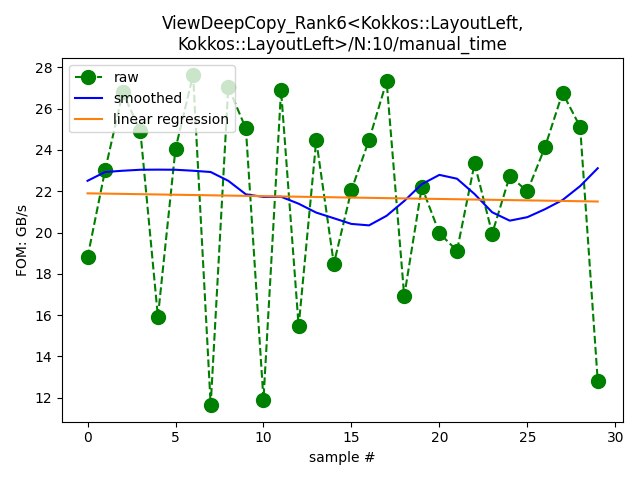 ViewDeepCopy_Rank6<Kokkos::LayoutLeft,
Kokkos::LayoutLeft>/N:10/manual_time
raw
smoothed
linear regression
FOM: GB/s
28
26
24
22
20
18
16
14
12
0
5
10
15
20
25
30
sample #